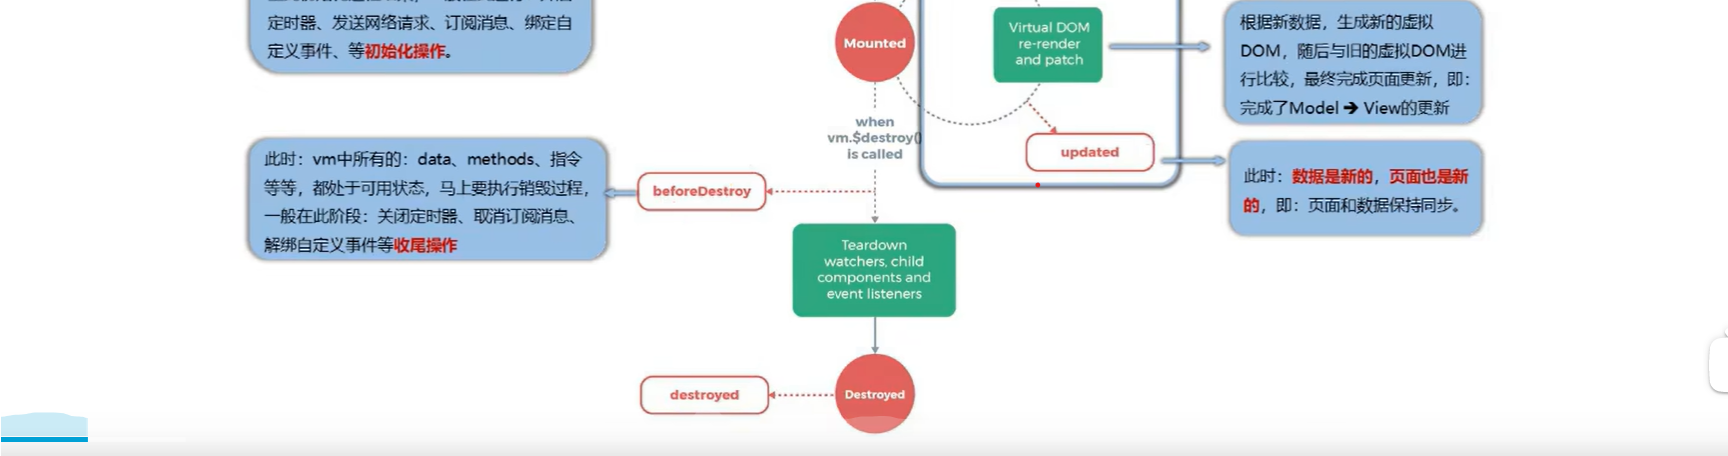 定时器、发送网络请求、订阅消息、绑定自
定义事件、等初始化操作。
Mounted
Virtual DOM
re-render
and patch
根据新数据，生成新的虚拟
DOM，随后与旧的虚拟DOM进
行比较，最终完成页面更新，即：
完成了Model ➔ View的更新
when
vm.$destroy()
is called
updated
此时：数据是新的，页面也是新
的，即：页面和数据保持同步。
此时：vm中所有的：data、methods、指令
等等，都处于可用状态，马上要执行销毁过程，
一般在此阶段：关闭定时器、取消订阅消息、
解绑自定义事件等收尾操作
beforeDestroy
Teardown
watchers, child
components and
event listeners
destroyed
Destroyed